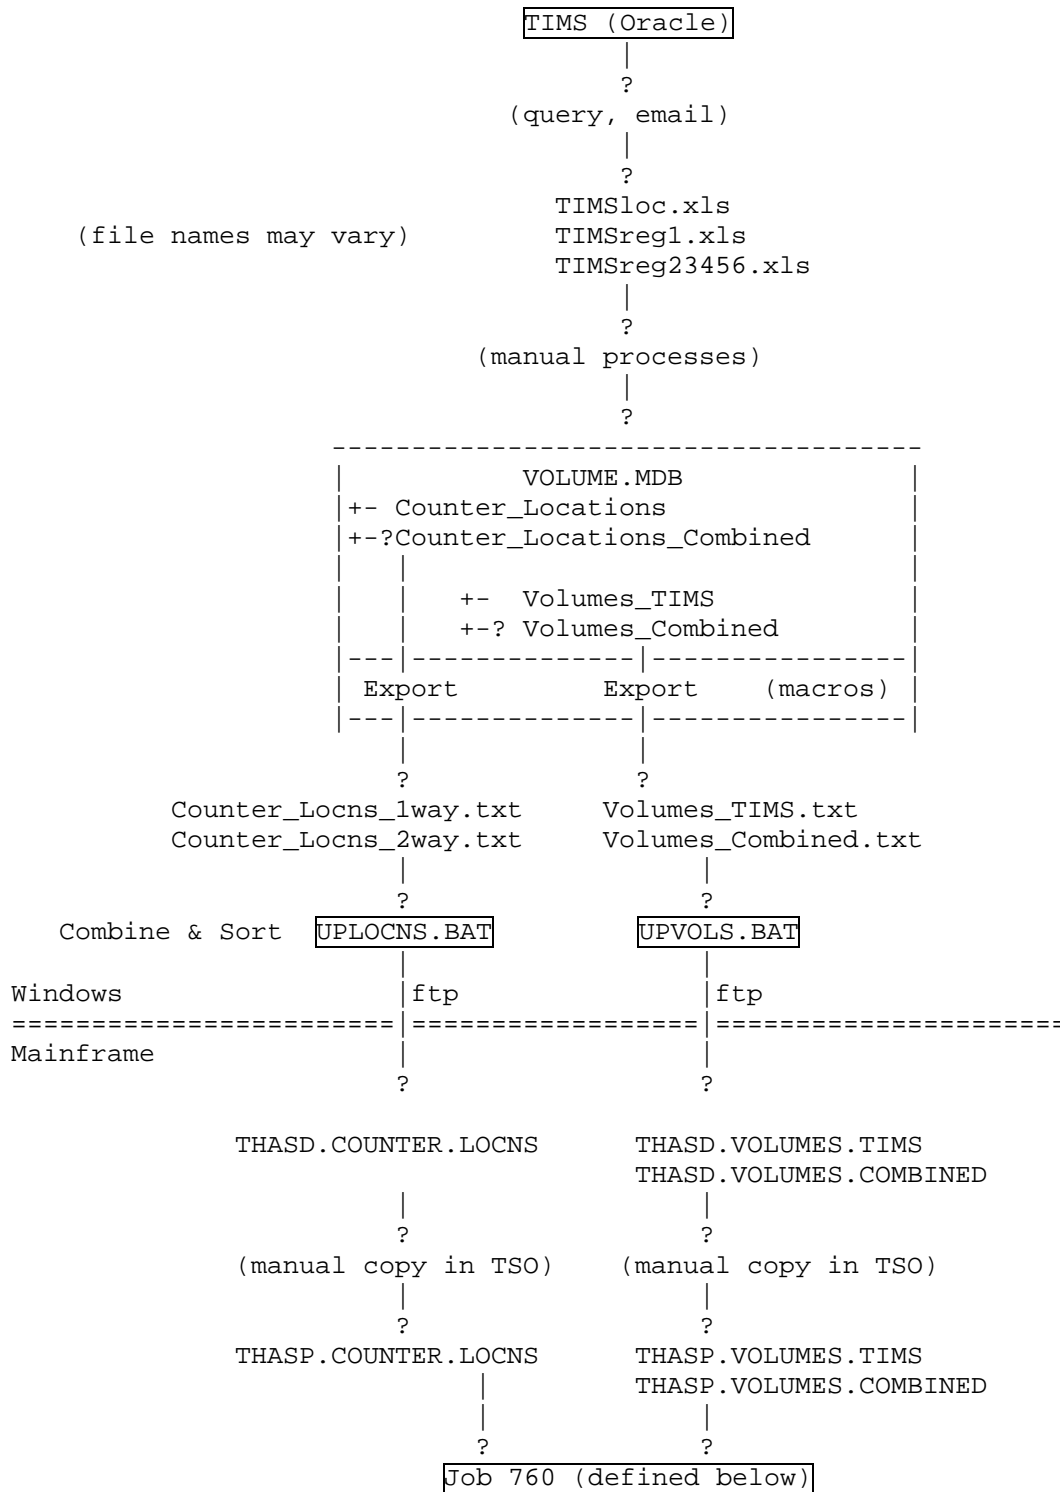 TIMS (Oracle)
|
?
(query, email)
|
?
TIMSloc.xls
(file names may vary) TIMSreg1.xls
TIMSreg23456.xls
|
?
(manual processes)
|
?
-------------------------------------
| VOLUME.MDB |
|+- Counter_Locations |
|+-?Counter_Locations_Combined |
| | |
| | +- Volumes_TIMS |
| | +-? Volumes_Combined |
|---|--------------|----------------|
| Export Export (macros) |
|---|--------------|----------------|
| |
? ?
Counter_Locns_1way.txt Volumes_TIMS.txt
Counter_Locns_2way.txt Volumes_Combined.txt
| |
? ?
Combine & Sort UPLOCNS.BAT UPVOLS.BAT
| |
Windows |ftp |ftp
========================|==================|======================
Mainframe | |
? ?
THASD.COUNTER.LOCNS THASD.VOLUMES.TIMS
THASD.VOLUMES.COMBINED
| |
? ?
(manual copy in TSO) (manual copy in TSO)
| |
? ?
THASP.COUNTER.LOCNS THASP.VOLUMES.TIMS
| THASP.VOLUMES.COMBINED
| |
? ?
Job 760 (defined below)